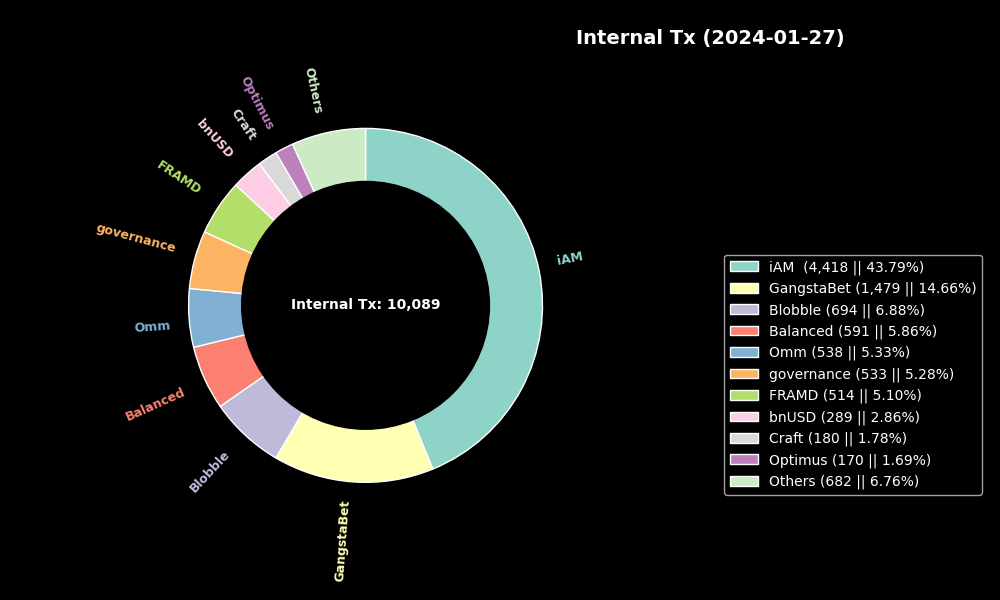 Internal Tx (2024-01-27)
Others
Optimus
Craft
bnUSD
FRAMD
governance
Omm
Balanced
Blobble
GangstaBet
iAM
Internal Tx: 10,089
iAM  (4,418 || 43.79%)
GangstaBet (1,479 || 14.66%)
Blobble (694 || 6.88%)
Balanced (591 || 5.86%)
Omm (538 || 5.33%)
governance (533 || 5.28%)
FRAMD (514 || 5.10%)
bnUSD (289 || 2.86%)
Craft (180 || 1.78%)
Optimus (170 || 1.69%)
Others (682 || 6.76%)